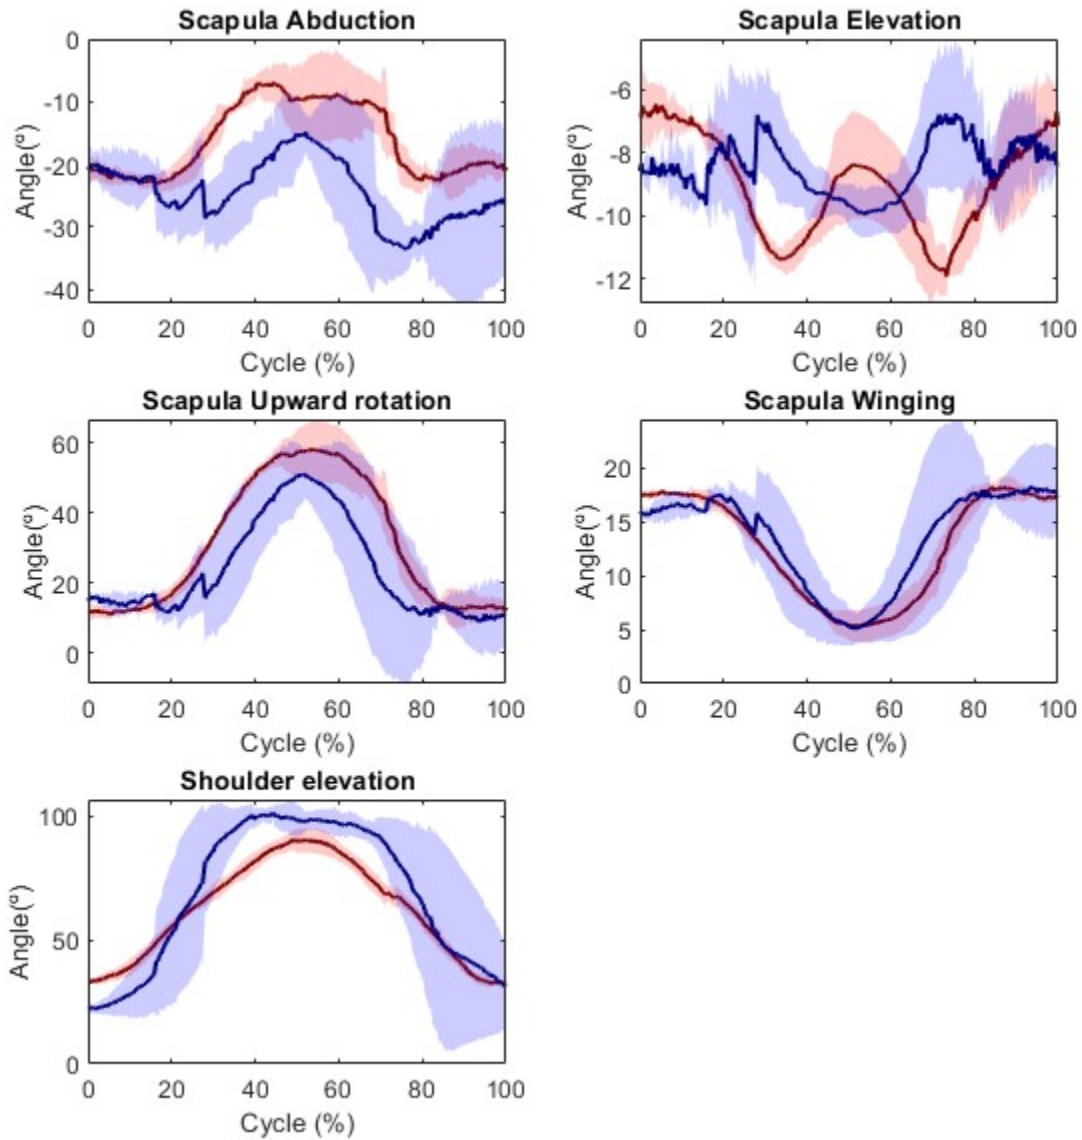 Scapula Abduction
0
-10
-20
-30
-40
Angle(º)
0 20 40 60 80 100
Cycle (%)
Scapula Elevation
-6
-8
-10
-12
Angle(º)
0 20 40 60 80 100
Cycle (%)
Scapula Upward rotation
60
40
20
0
Angle(º)
0 20 40 60 80 100
Cycle (%)
Scapula Winging
20
15
10
5
0
Angle(º)
0 20 40 60 80 100
Cycle (%)
Shoulder elevation
100
50
0
Angle(º)
0 20 40 60 80 100
Cycle (%)